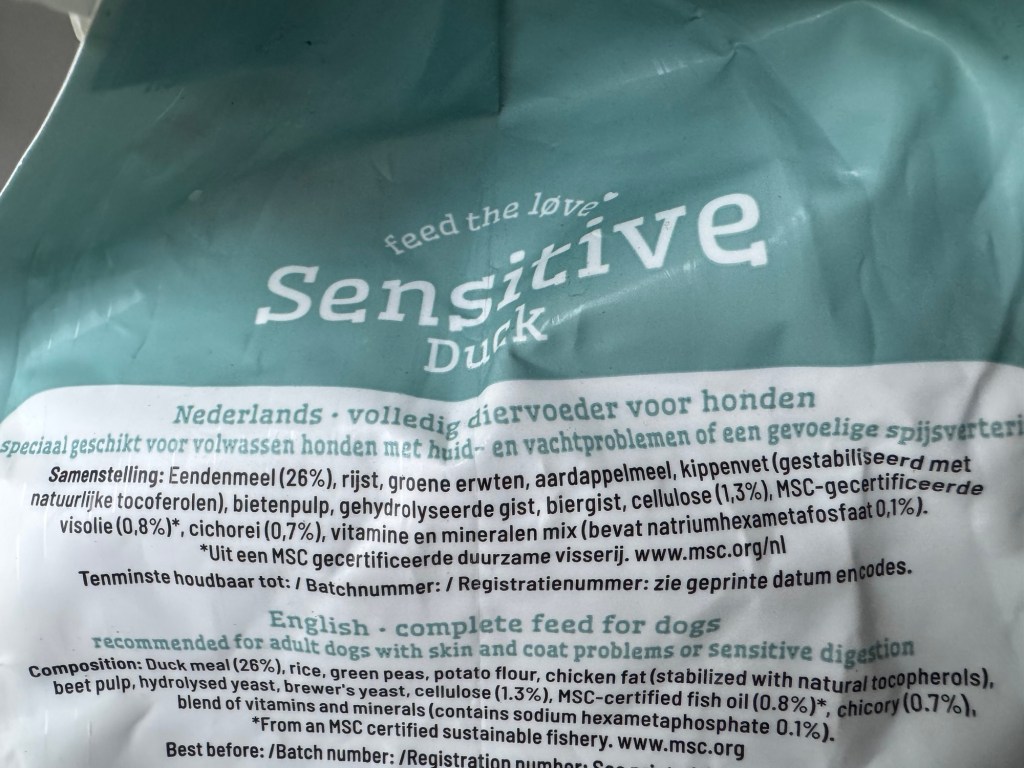 feed the løve
Sensitive
Duck
Nederlands · volledig diervoeder voor honden
speciaal geschikt voor volwassen honden met huid- en vachtproblemen of een gevoelige spijsverteri
Samenstelling: Eendenmeel (26%), rijst, groene erwten, aardappelmeel, kippenvet (gestabiliseerd met
natuurlijke tocoferolen), bietenpulp, gehydrolyseerde gist, biergist, cellulose (1,3%), MSC-gecertificeerde
visolie (0,8%)*, cichorei (0,7%), vitamine en mineralen mix (bevat natriumhexametafosfaat 0,1%).
*Uit een MSC gecertificeerde duurzame visserij. www.msc.org/nl
Tenminste houdbaar tot: / Batchnummer: / Registratienummer: zie geprinte datum en codes.
English · complete feed for dogs
recommended for adult dogs with skin and coat problems or sensitive digestion
Composition: Duck meal (26%), rice, green peas, potato flour, chicken fat (stabilized with natural tocopherols),
beet pulp, hydrolysed yeast, brewer's yeast, cellulose (1.3%), MSC-certified fish oil (0.8%)*, chicory (0.7%),
blend of vitamins and minerals (contains sodium hexametaphosphate 0.1%).
*From an MSC certified sustainable fishery. www.msc.org
Best before: /Batch number: /Registration number: